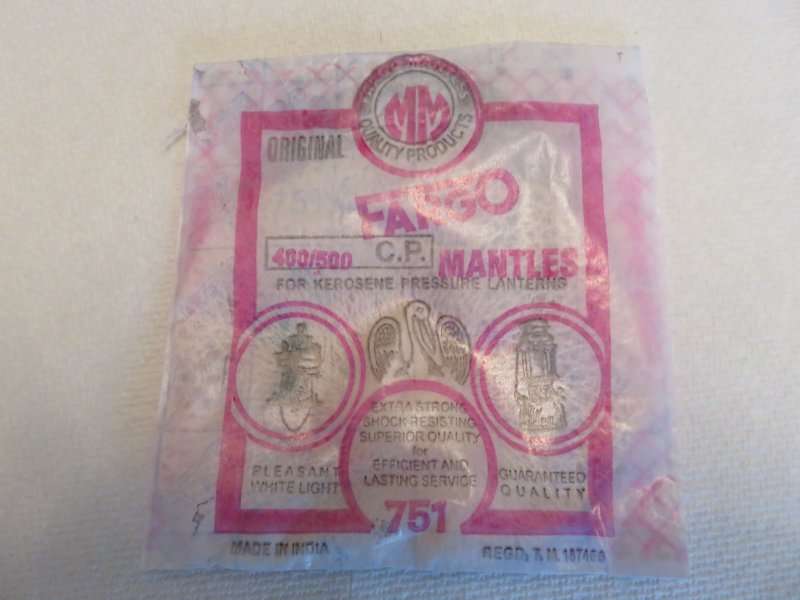 QUALITY PRODUCTS
ORIGINAL
FARGO
400/500 C.P. MANTLES
FOR KEROSENE PRESSURE LANTERNS
EXTRA STRONG
SHOCK-RESISTING
SUPERIOR QUALITY
for
EFFICIENT AND
LASTING SERVICE
PLEASANT
WHITE LIGHT
GUARANTEED
QUALITY
751
MADE IN INDIA
REGD. T. M.